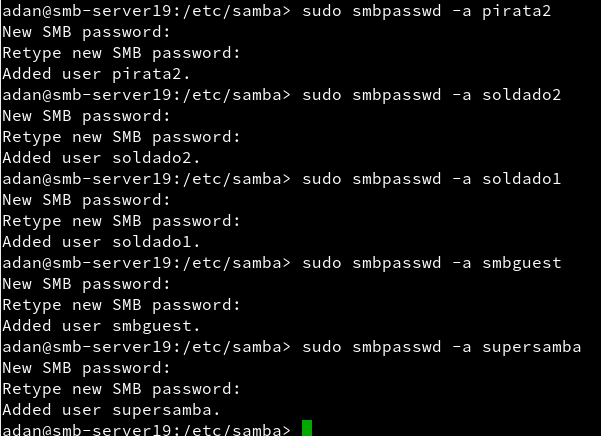 adan@smb-server19:/etc/samba> sudo smbpasswd -a pirata2
New SMB password:
Retype new SMB password:
Added user pirata2.
adan@smb-server19:/etc/samba> sudo smbpasswd -a soldado2
New SMB password:
Retype new SMB password:
Added user soldado2.
adan@smb-server19:/etc/samba> sudo smbpasswd -a soldado1
New SMB password:
Retype new SMB password:
Added user soldado1.
adan@smb-server19:/etc/samba> sudo smbpasswd -a smbguest
New SMB password:
Retype new SMB password:
Added user smbguest.
adan@smb-server19:/etc/samba> sudo smbpasswd -a supersamba
New SMB password:
Retype new SMB password:
Added user supersamba.
adan@smb-server19:/etc/samba>